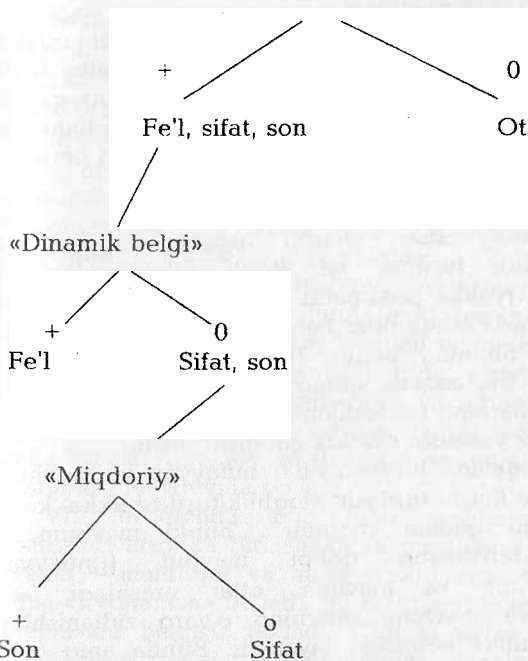 + 0
Fe'l, sifat, son Ot
«Dinamik belgi»
+ 0
Fe'l Sifat, son
«Miqdoriy»
+ o
Son Sifat